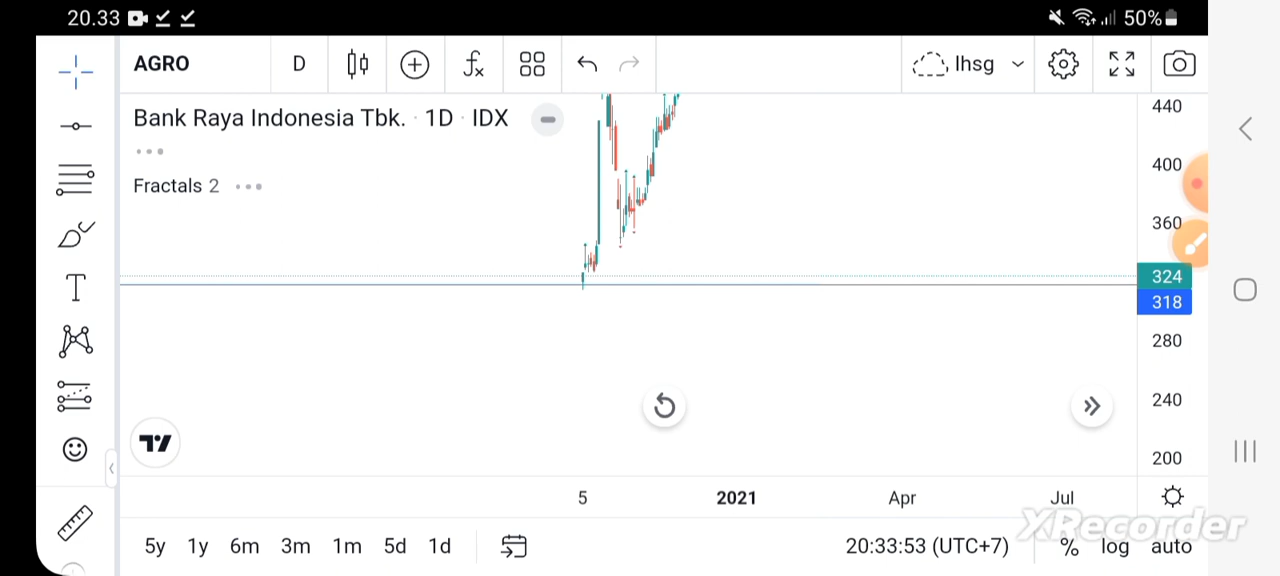 20.33
50%
AGRO
D
fx
lhsg
Bank Raya Indonesia Tbk. · 1D · IDX
Fractals 2
440
400
360
324
318
280
240
200
5
2021
Apr
Jul
5y 1y 6m 3m 1m 5d 1d
20:33:53 (UTC+7)
% log auto
XRecorder